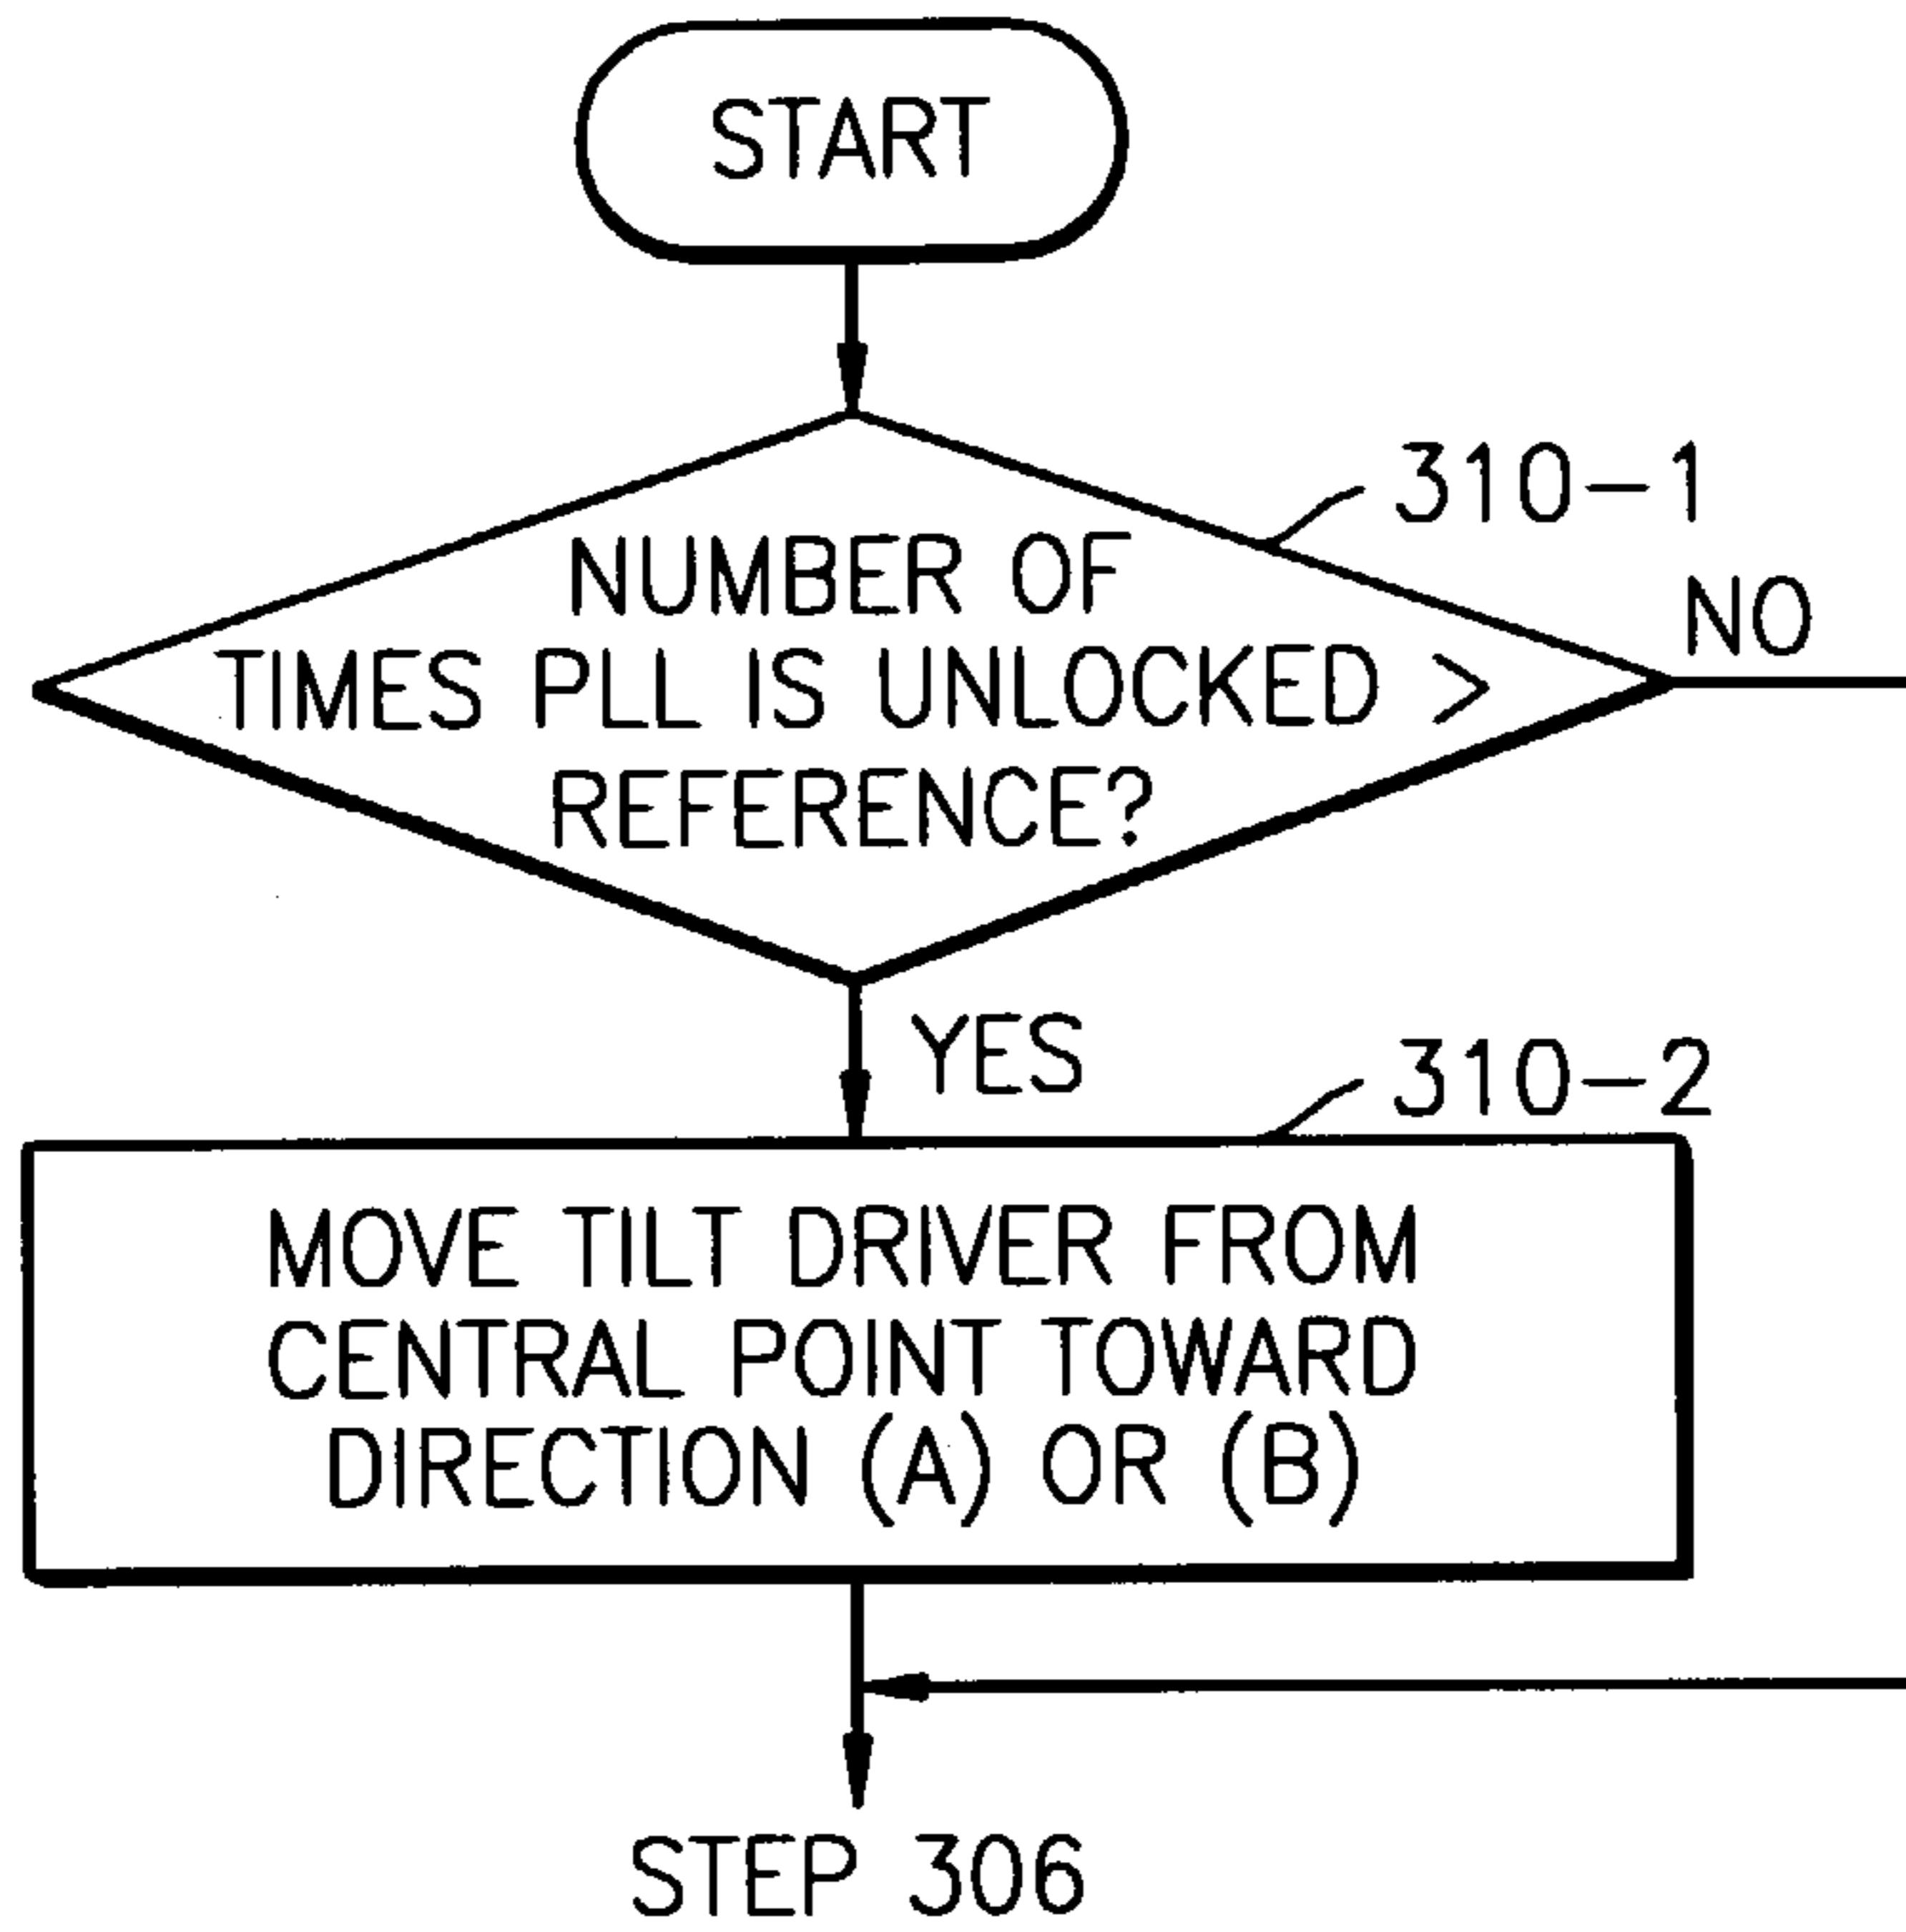 START
310-1
NUMBER OF
TIMES PLL IS UNLOCKED >
REFERENCE?
NO
YES
310-2
MOVE TILT DRIVER FROM
CENTRAL POINT TOWARD
DIRECTION (A) OR (B)
STEP 306